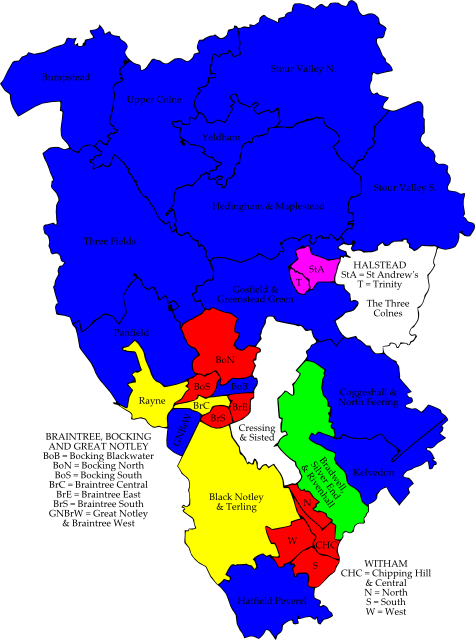 Bumpstead
Stour Valley N.
Upper Colne
Yeldham
Hedingham & Maplestead
Stour Valley S.
Three Fields
StA
T
HALSTEAD
StA = St Andrew's
T = Trinity
The Three
Colnes
Gosfield &
Greenstead Green
Panfield
BoN
BoS
BoB
Rayne
BrC
BrE
BrS
GNBrW
Coggeshall &
North Feering
Cressing
& Sisted
Kelvedon
Bradwell,
Silver End
& Rivenhall
BRAINTREE, BOCKING
AND GREAT NOTLEY
BoB = Bocking Blackwater
BoN = Bocking North
BoS = Bocking South
BrC = Braintree Central
BrE = Braintree East
BrS = Braintree South
GNBrW = Great Notley
& Braintree West
Black Notley
& Terling
N
W
CHC
S
WITHAM
CHC = Chipping Hill
& Central
N = North
S = South
W = West
Hatfield Peverel